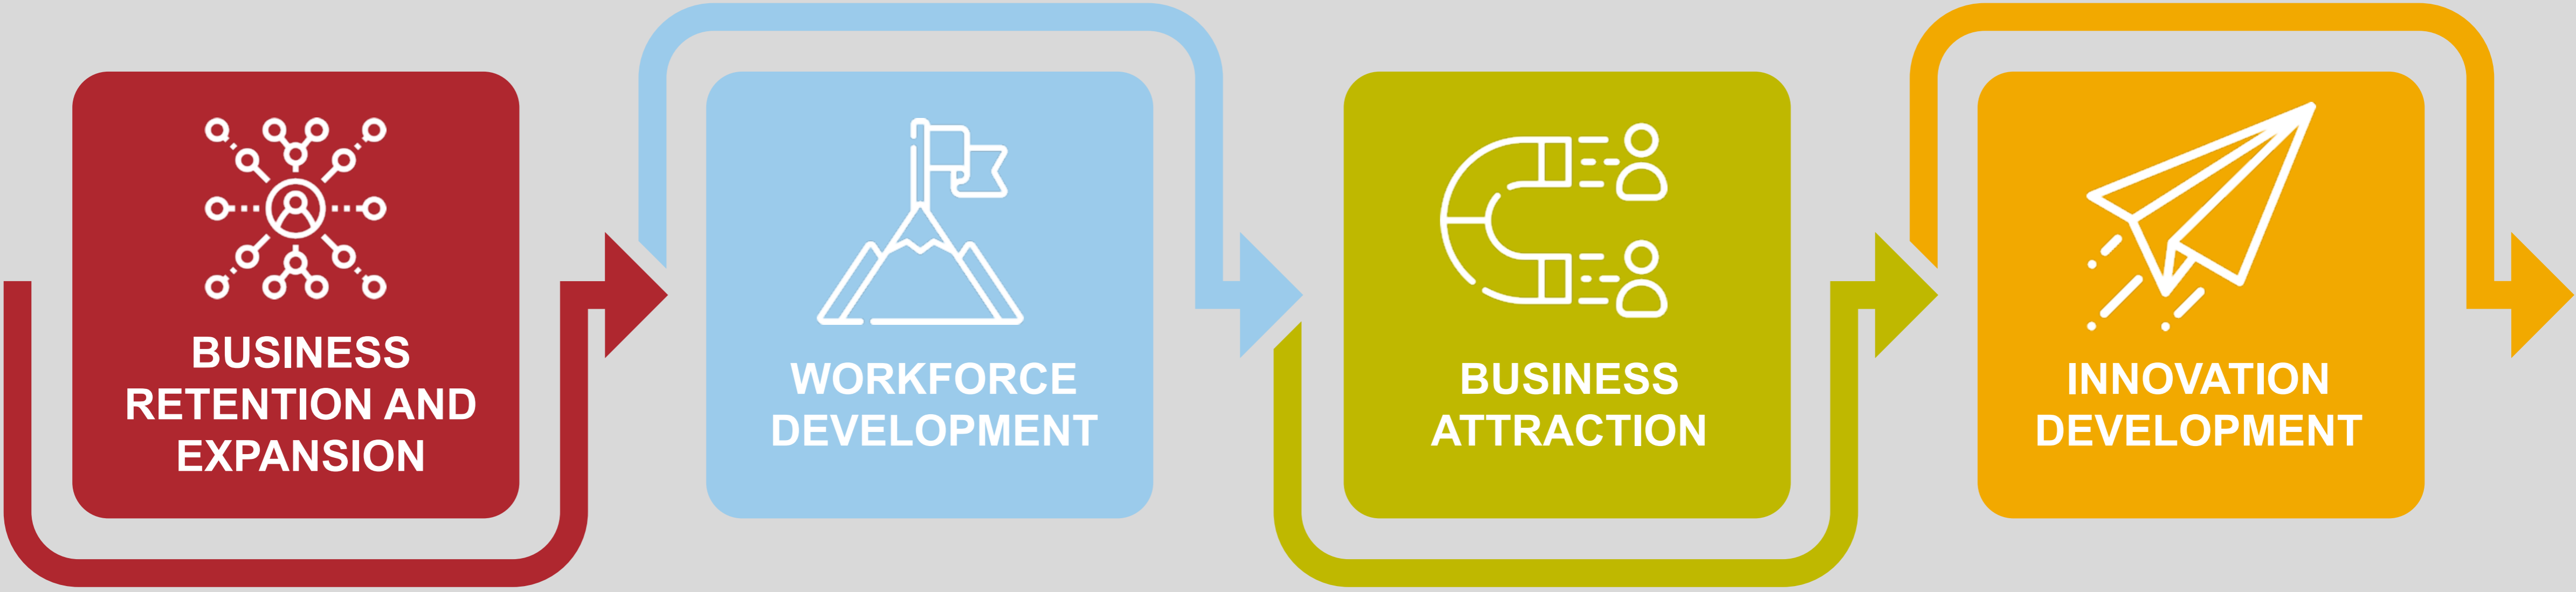 BUSINESS
RETENTION AND
EXPANSION
WORKFORCE
DEVELOPMENT
BUSINESS
ATTRACTION
INNOVATION
DEVELOPMENT